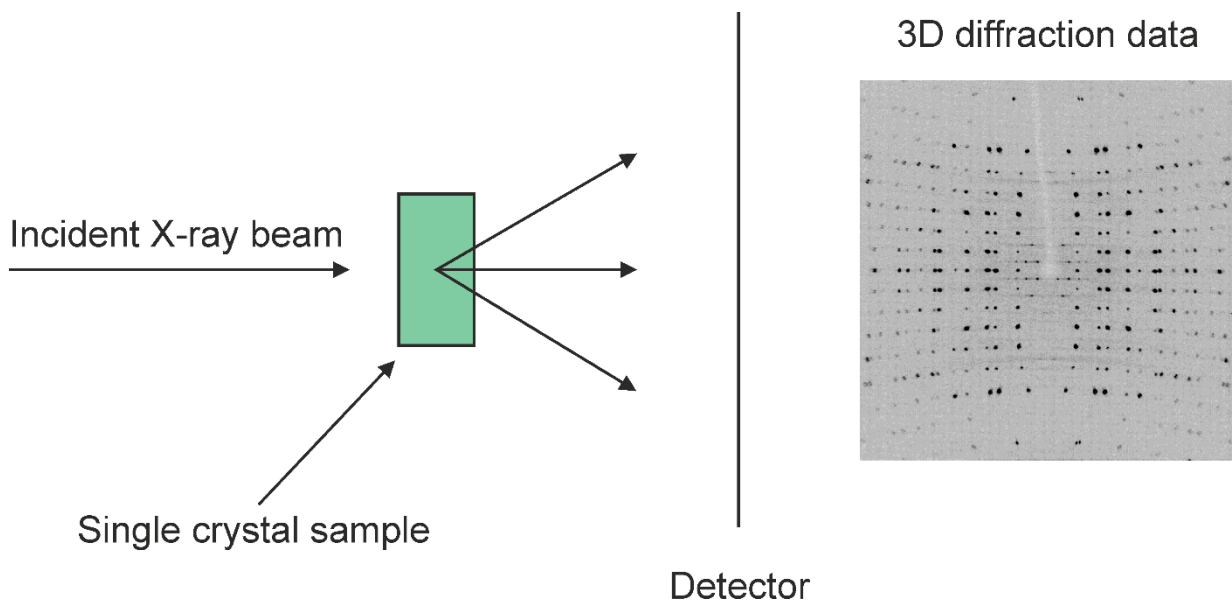 3D diffraction data
Incident X-ray beam
Single crystal sample
Detector